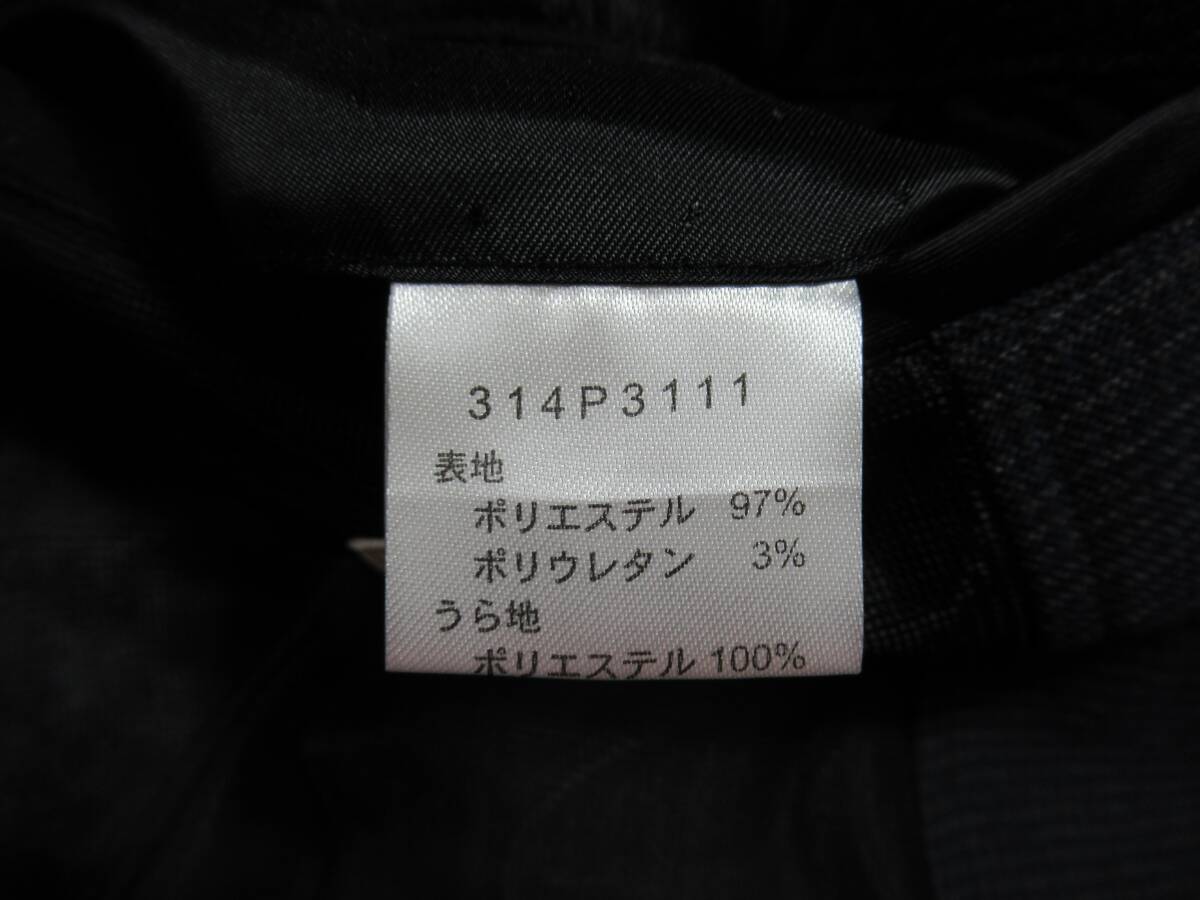 314P3111
表地
ポリエステル 97%
ポリウレタン 3%
うら地
ポリエステル 100%